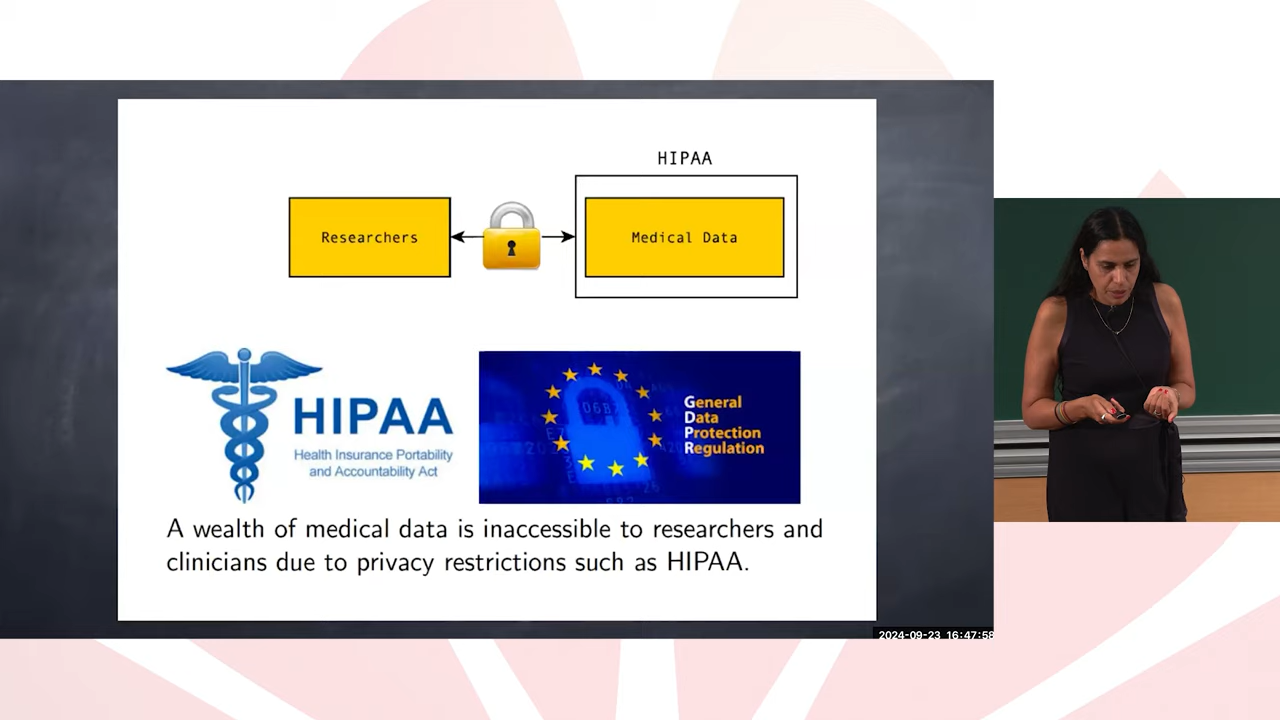 HIPAA
Researchers
Medical Data
HIPAA
Health Insurance Portability
and Accountability Act
General
Data
Protection
Regulation
A wealth of medical data is inaccessible to researchers and
clinicians due to privacy restrictions such as HIPAA.
2024-09-23 16:47:58